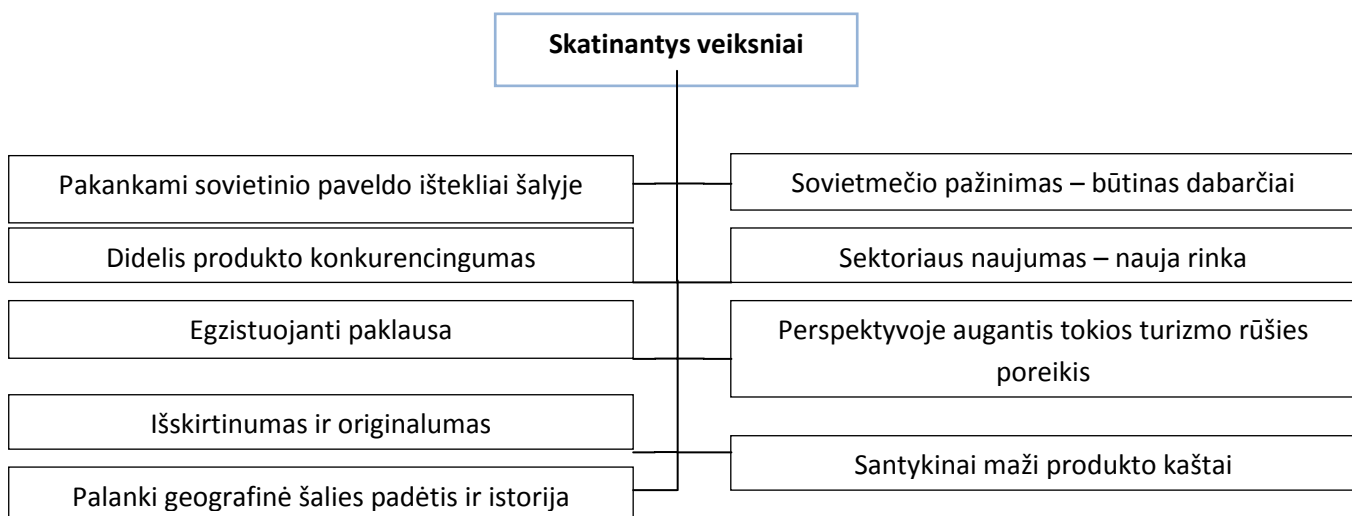 Skatinantys veiksniai
Pakankami sovietinio paveldo ištekliai šalyje
Sovietmečio pažinimas – būtinas dabarčiai
Didelis produkto konkurencingumas
Sektoriaus naujumas – nauja rinka
Egzistuojanti paklausa
Perspektyvoje augantis tokios turizmo rūšies
poreikis
Išskirtinumas ir originalumas
Santykinai maži produkto kaštai
Palanki geografinė šalies padėtis ir istorija